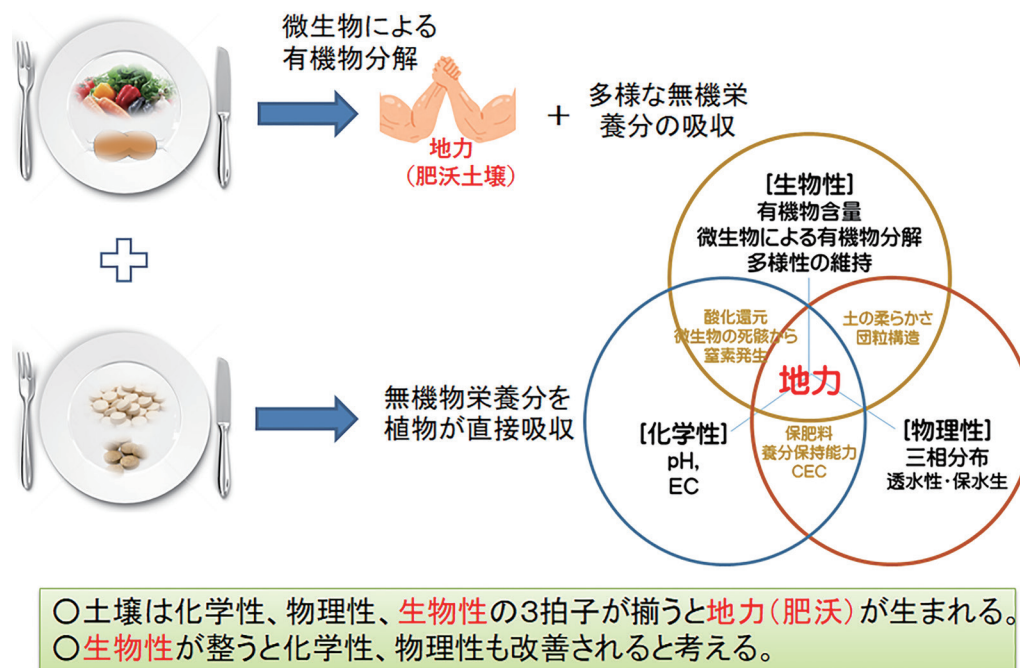 微生物による
有機物分解
地力
(肥沃土壌)
+
多様な無機栄
養分の吸収
[生物性]
有機物含量
微生物による有機物分解
多様性の維持
酸化還元
微生物の死骸から
窒素発生
土の柔らかさ
団粒構造
地力
無機物栄養分を
植物が直接吸収
[化学性]
pH,
EC
保肥料
養分保持能力
CEC
[物理性]
三相分布
透水性・保水生
〇土壌は化学性、物理性、生物性の3拍子が揃うと地力(肥沃)が生まれる。
〇生物性が整うと化学性、物理性も改善されると考える。